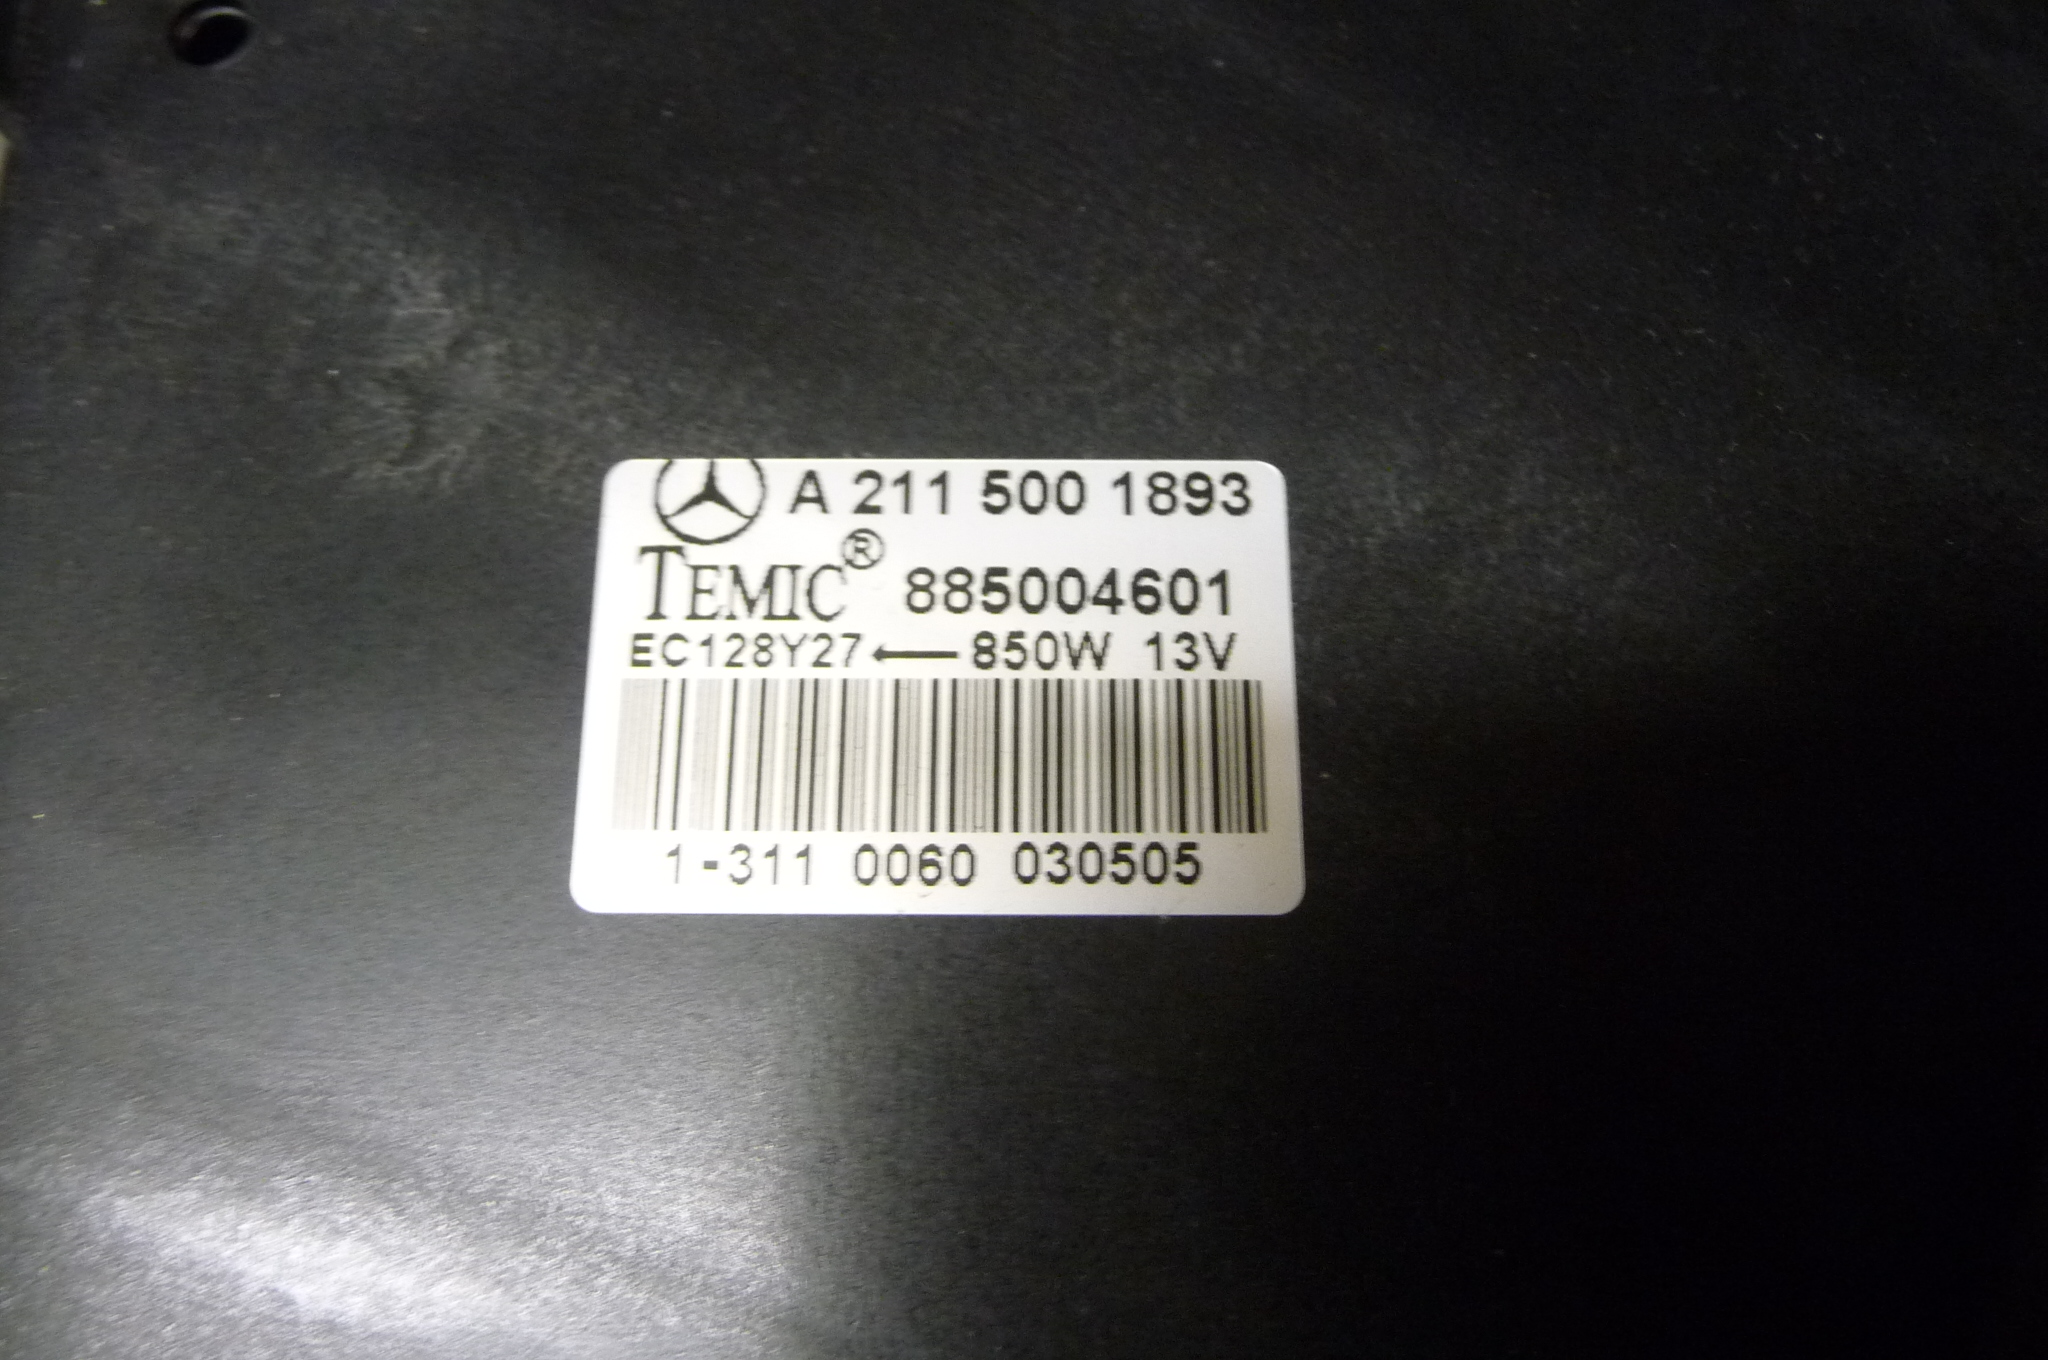 A 211 500 1893
TEMIC® 885004601
EC128Y27 ← 850W 13V
1-311 0060 030505